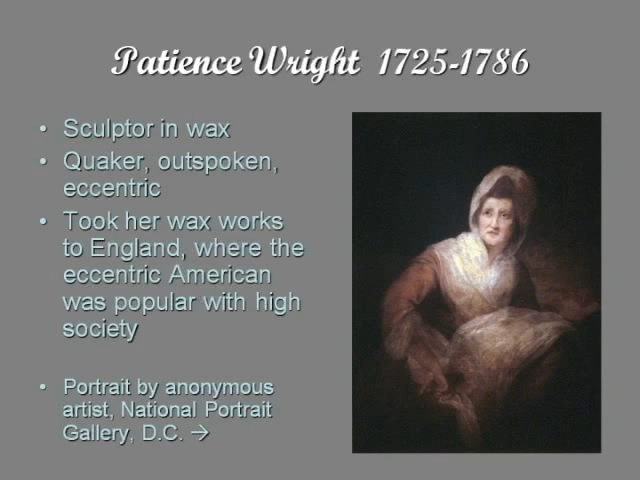 Patience Wright 1725-1786
• Sculptor in wax
• Quaker, outspoken,
eccentric
• Took her wax works
to England, where the
eccentric American
was popular with high
society
• Portrait by anonymous
artist, National Portrait
Gallery, D.C. →